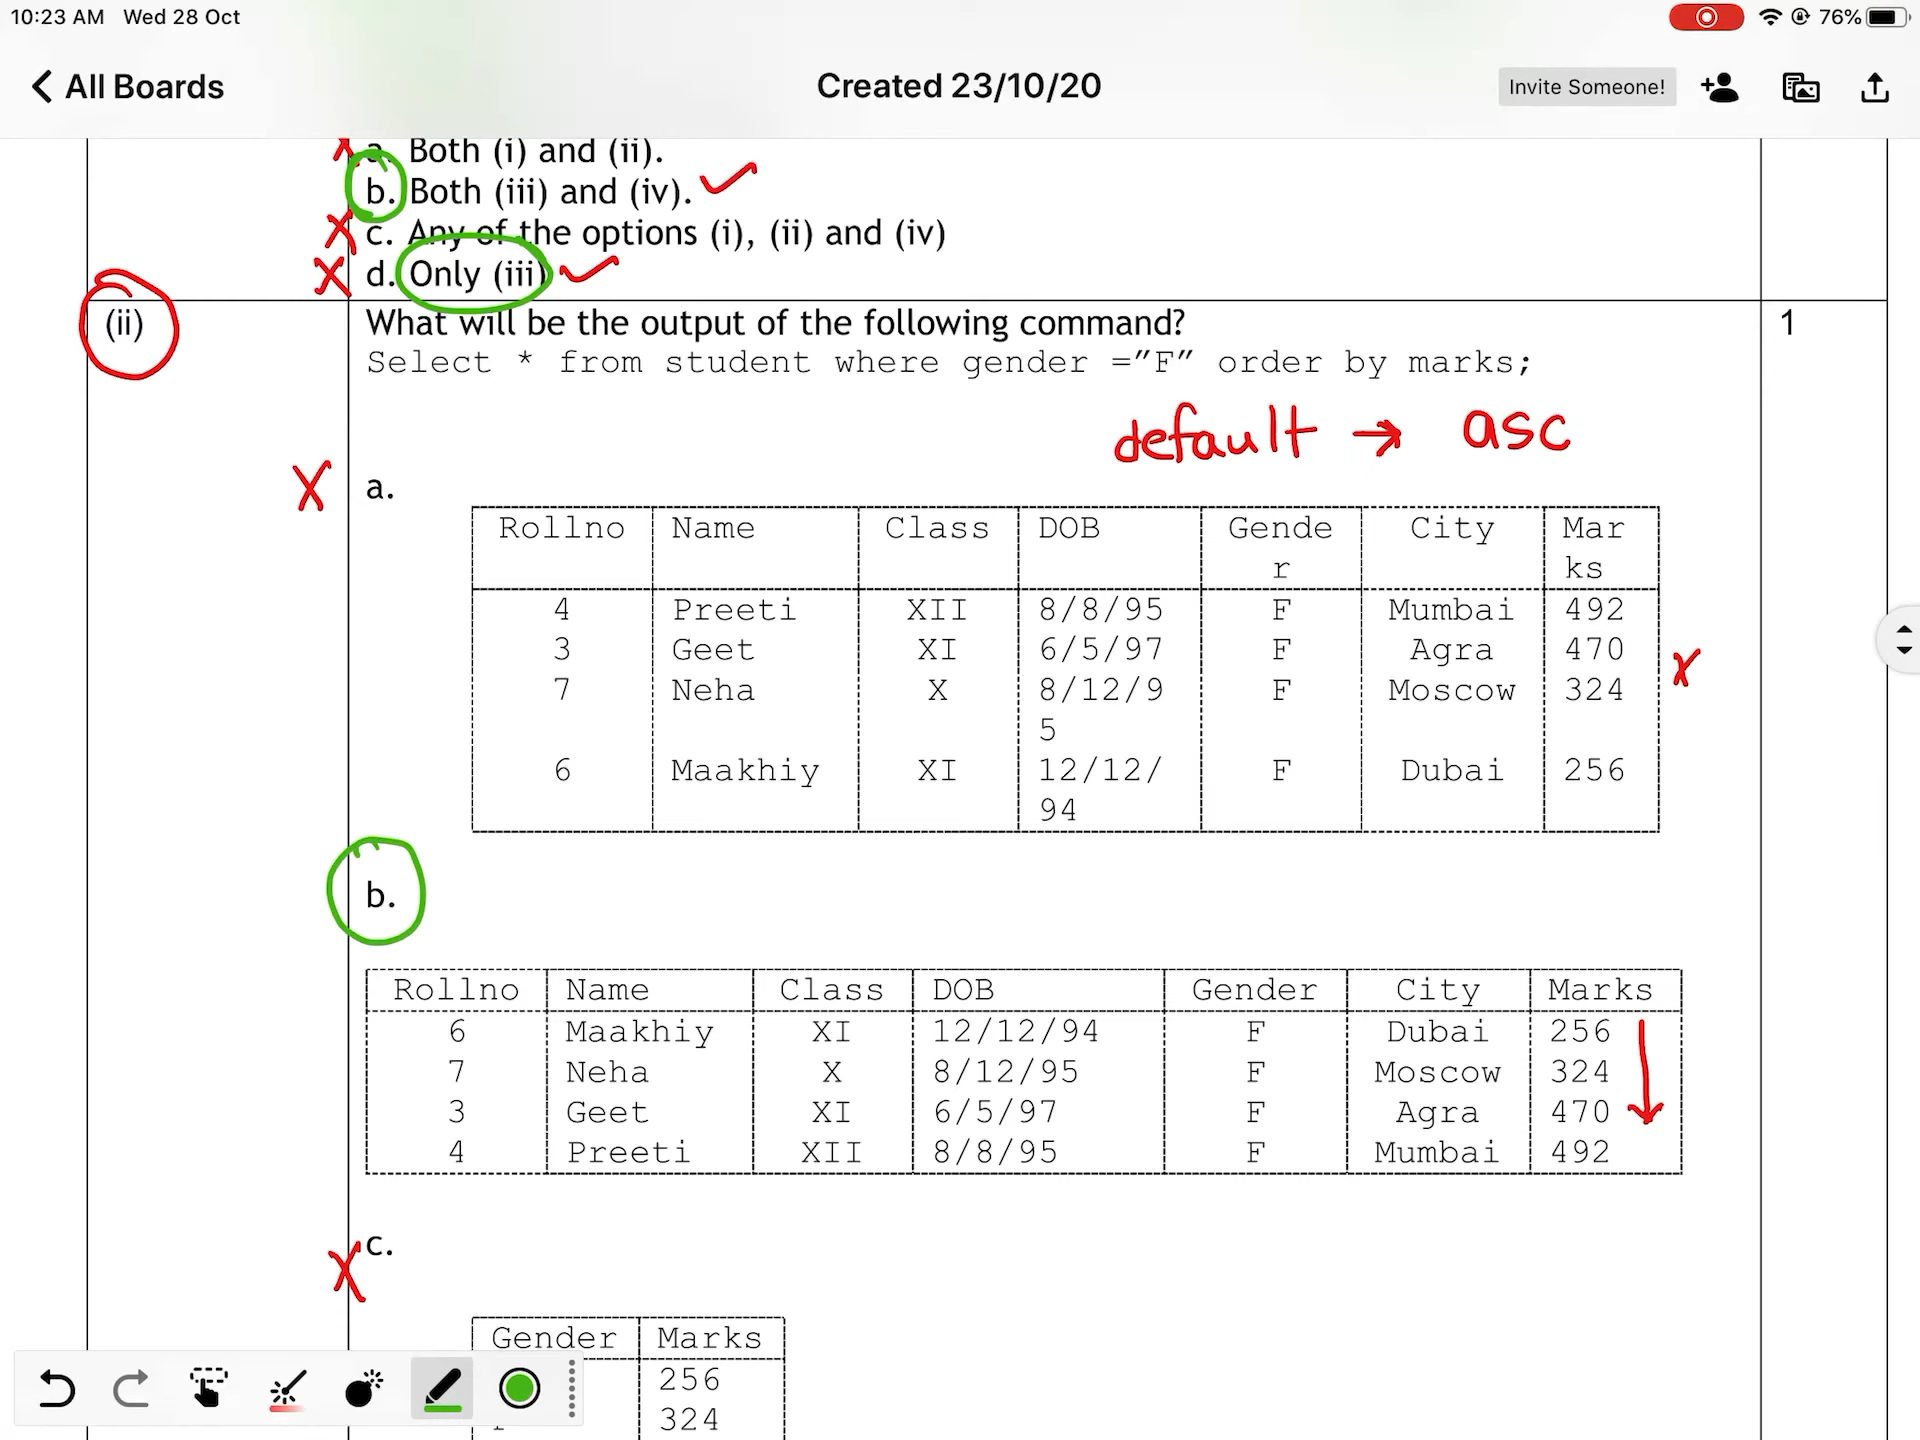 10:23 AM Wed 28 Oct
76%
All Boards
Created 23/10/20
Invite Someone!
X a. Both (i) and (ii).
b. Both (iii) and (iv).
X c. Any of the options (i), (ii) and (iv)
X d. Only (iii)
(ii)
What will be the output of the following command?
1
Select * from student where gender =”F” order by marks;
default → asc
X a.
Rollno Name Class DOB Gende City Mar
r ks
4 Preeti XII 8/8/95 F Mumbai 492
3 Geet XI 6/5/97 F Agra 470 X
7 Neha X 8/12/9 F Moscow 324
5
6 Maakhiy XI 12/12/ F Dubai 256
94
b.
Rollno Name Class DOB Gender City Marks
6 Maakhiy XI 12/12/94 F Dubai 256
7 Neha X 8/12/95 F Moscow 324
3 Geet XI 6/5/97 F Agra 470
4 Preeti XII 8/8/95 F Mumbai 492
X c.
Gender Marks
256
324